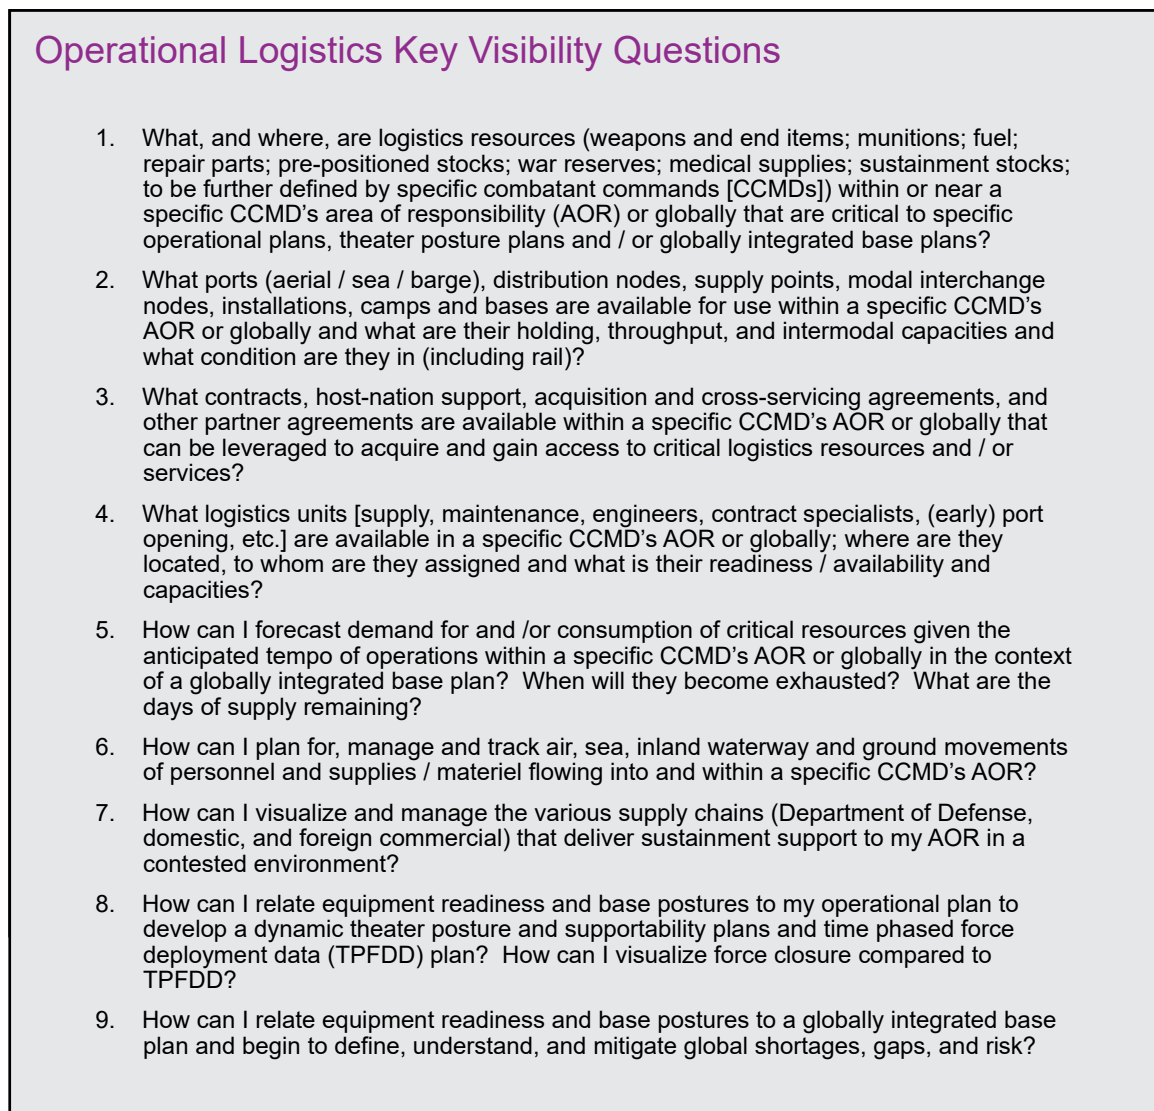 Operational Logistics Key Visibility Questions
1. What, and where, are logistics resources (weapons and end items; munitions; fuel;
repair parts; pre-positioned stocks; war reserves; medical supplies; sustainment stocks;
to be further defined by specific combatant commands [CCMDs]) within or near a
specific CCMD's area of responsibility (AOR) or globally that are critical to specific
operational plans, theater posture plans and / or globally integrated base plans?
2. What ports (aerial / sea / barge), distribution nodes, supply points, modal interchange
nodes, installations, camps and bases are available for use within a specific CCMD's
AOR or globally and what are their holding, throughput, and intermodal capacities and
what condition are they in (including rail)?
3. What contracts, host-nation support, acquisition and cross-servicing agreements, and
other partner agreements are available within a specific CCMD's AOR or globally that
can be leveraged to acquire and gain access to critical logistics resources and / or
services?
4. What logistics units [supply, maintenance, engineers, contract specialists, (early) port
opening, etc.] are available in a specific CCMD's AOR or globally; where are they
located, to whom are they assigned and what is their readiness / availability and
capacities?
5. How can I forecast demand for and /or consumption of critical resources given the
anticipated tempo of operations within a specific CCMD's AOR or globally in the context
of a globally integrated base plan? When will they become exhausted? What are the
days of supply remaining?
6. How can I plan for, manage and track air, sea, inland waterway and ground movements
of personnel and supplies / materiel flowing into and within a specific CCMD's AOR?
7. How can I visualize and manage the various supply chains (Department of Defense,
domestic, and foreign commercial) that deliver sustainment support to my AOR in a
contested environment?
8. How can I relate equipment readiness and base postures to my operational plan to
develop a dynamic theater posture and supportability plans and time phased force
deployment data (TPFDD) plan? How can I visualize force closure compared to
TPFDD?
9. How can I relate equipment readiness and base postures to a globally integrated base
plan and begin to define, understand, and mitigate global shortages, gaps, and risk?